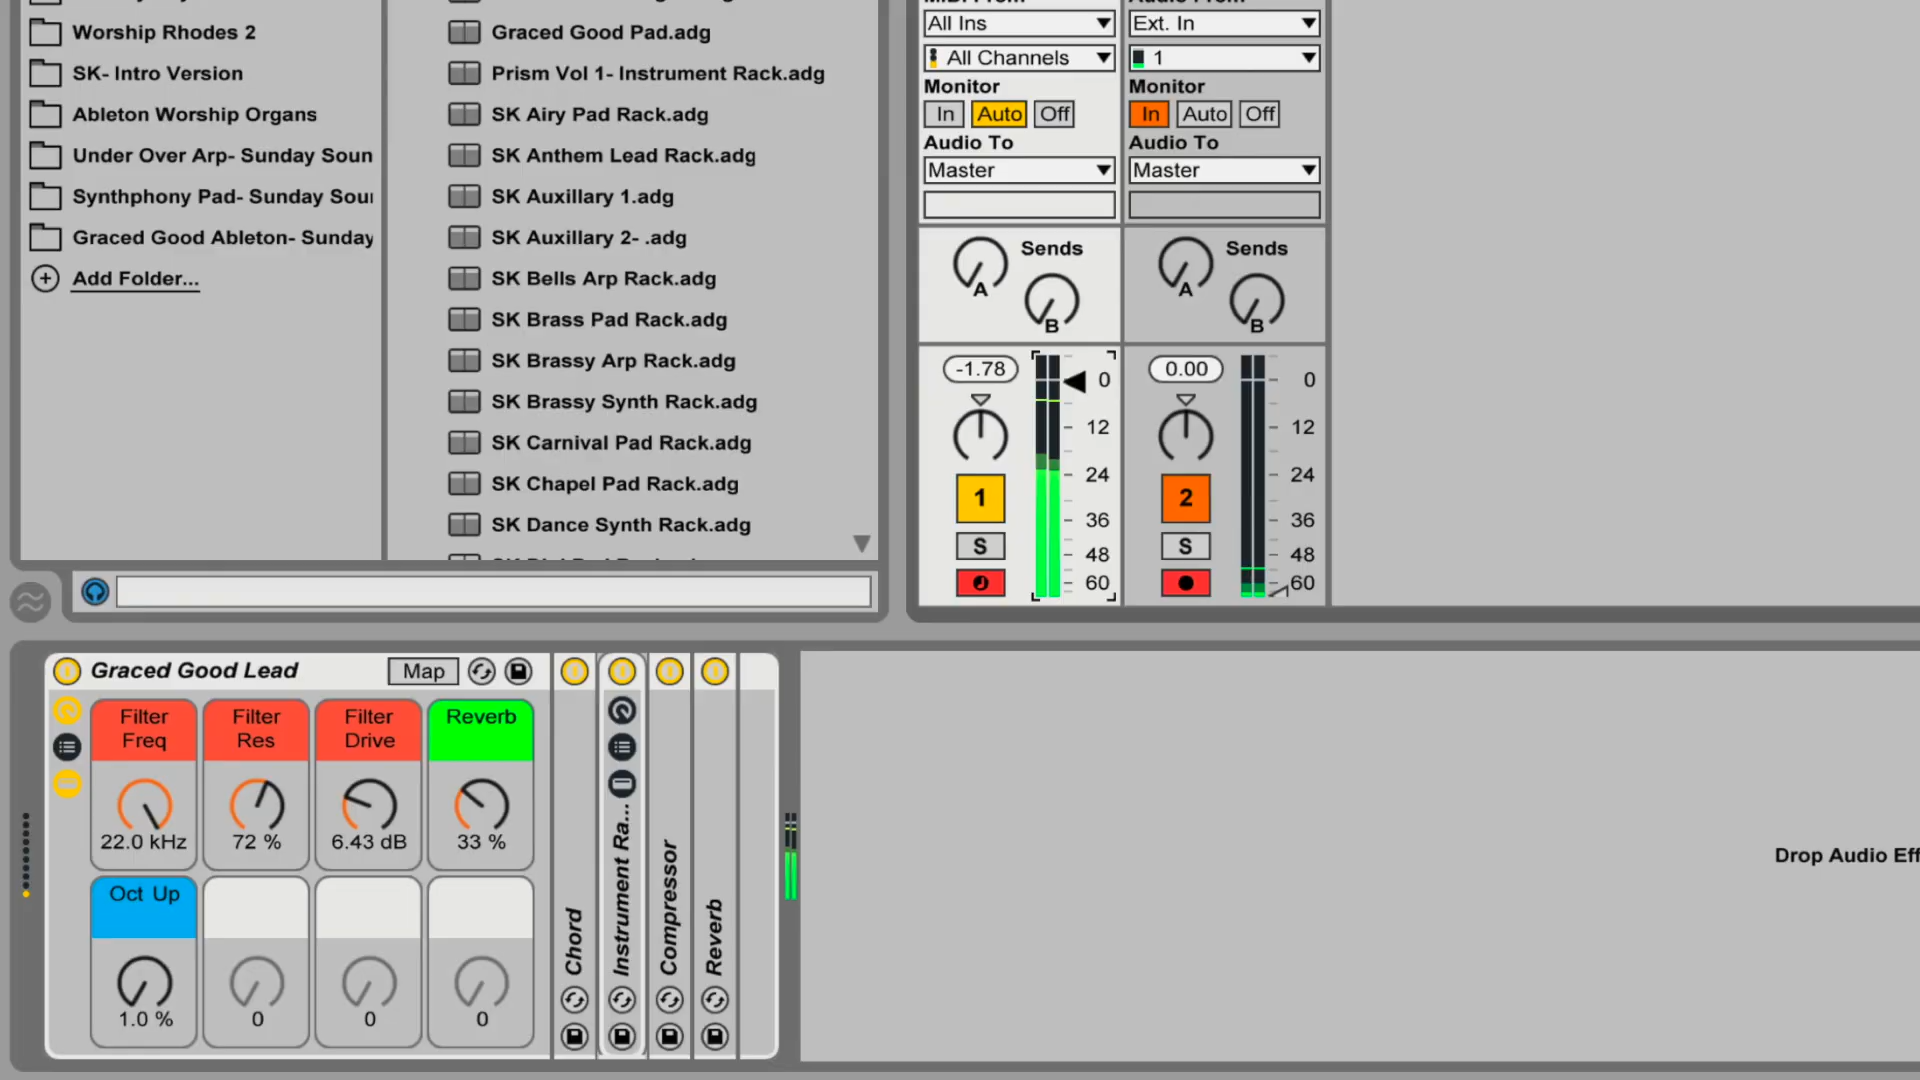 Worship Rhodes 2
SK- Intro Version
Ableton Worship Organs
Under Over Arp- Sunday Soun
Synthphony Pad- Sunday Sou
Graced Good Ableton- Sunday
Add Folder...
Graced Good Pad.adg
Prism Vol 1- Instrument Rack.adg
SK Airy Pad Rack.adg
SK Anthem Lead Rack.adg
SK Auxillary 1.adg
SK Auxillary 2- .adg
SK Bells Arp Rack.adg
SK Brass Pad Rack.adg
SK Brassy Arp Rack.adg
SK Brassy Synth Rack.adg
SK Carnival Pad Rack.adg
SK Chapel Pad Rack.adg
SK Dance Synth Rack.adg
All Ins
All Channels
Monitor
In Auto Off
Audio To
Master
Sends
A
B
-1.78
0
12
24
36
48
60
1
S
Ext. In
1
Monitor
In Auto Off
Audio To
Master
Sends
A
B
0.00
0
12
24
36
48
60
2
S
Graced Good Lead
Map
Filter Freq
22.0 kHz
Filter Res
72 %
Filter Drive
6.43 dB
Reverb
33 %
Oct Up
1.0 %
0
0
0
Chord
Instrument Ra...
Compressor
Reverb
Drop Audio Eff